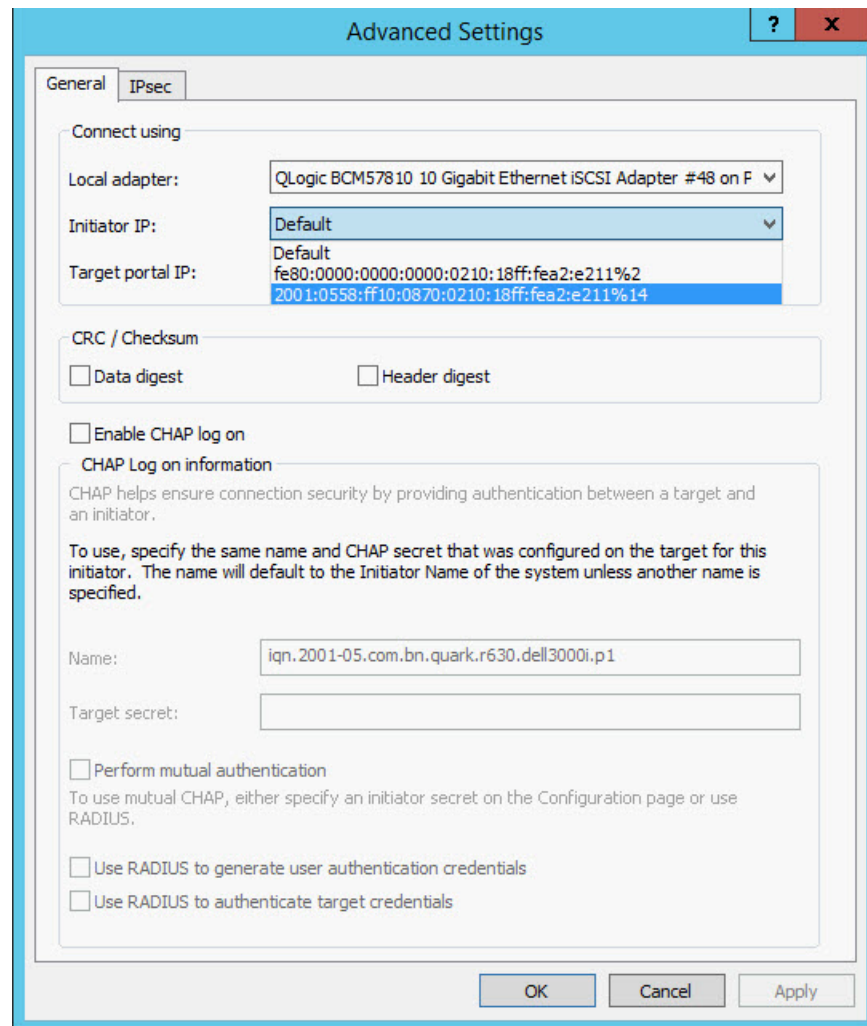 Advanced Settings
? x
General IPsec
Connect using
Local adapter: QLogic BCM57810 10 Gigabit Ethernet iSCSI Adapter #48 on P
Initiator IP: Default
Default
Target portal IP: fe80:0000:0000:0000:0210:18ff:fea2:e211%2
2001:0558:ff10:0870:0210:18ff:fea2:e211%14
CRC / Checksum
Data digest Header digest
Enable CHAP log on
CHAP Log on information
CHAP helps ensure connection security by providing authentication between a target and
an initiator.
To use, specify the same name and CHAP secret that was configured on the target for this
initiator. The name will default to the Initiator Name of the system unless another name is
specified.
Name: iqn.2001-05.com.bn.quark.r630.dell3000i.p1
Target secret:
Perform mutual authentication
To use mutual CHAP, either specify an initiator secret on the Configuration page or use
RADIUS.
Use RADIUS to generate user authentication credentials
Use RADIUS to authenticate target credentials
OK Cancel Apply